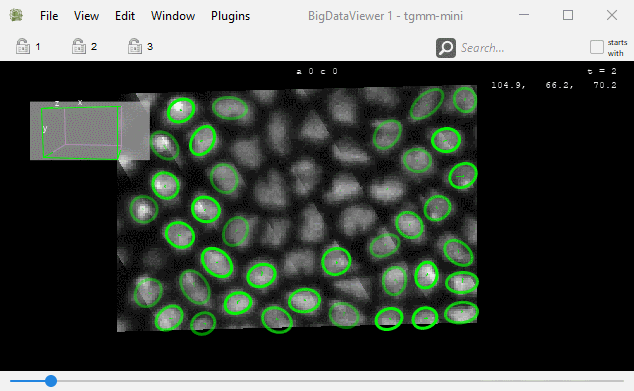 BigDataViewer 1 - tgmm-mini
File View Edit Window Plugins
1 2 3
Search...
starts
with
a 0 c 0
t = 2
104.9, 66.2, 70.2
z x
y